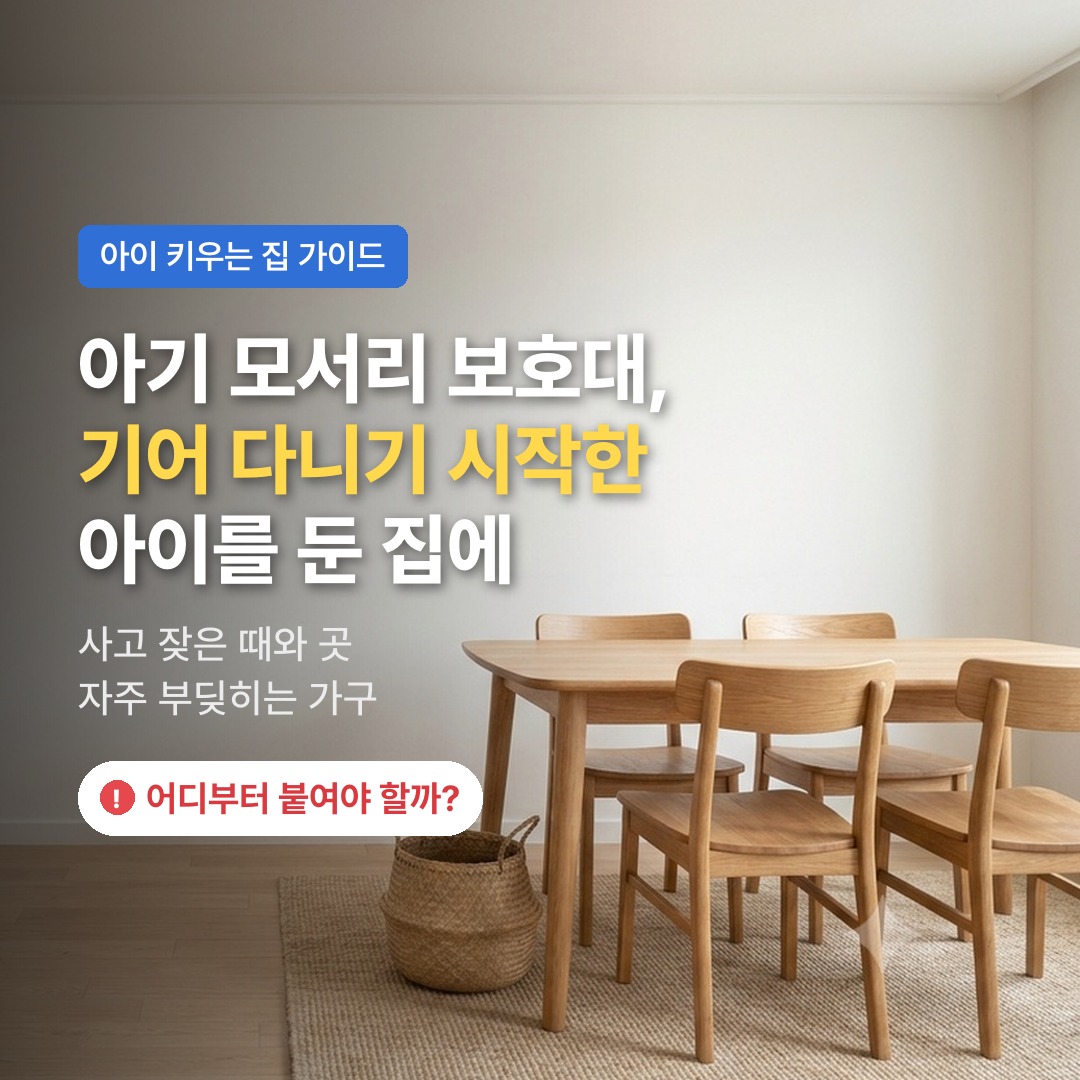 아이 키우는 집 가이드
아기 모서리 보호대,
기어 다니기 시작한
아이를 둔 집에
사고 잦은 때와 곳
자주 부딪히는 가구
! 어디부터 붙여야 할까?